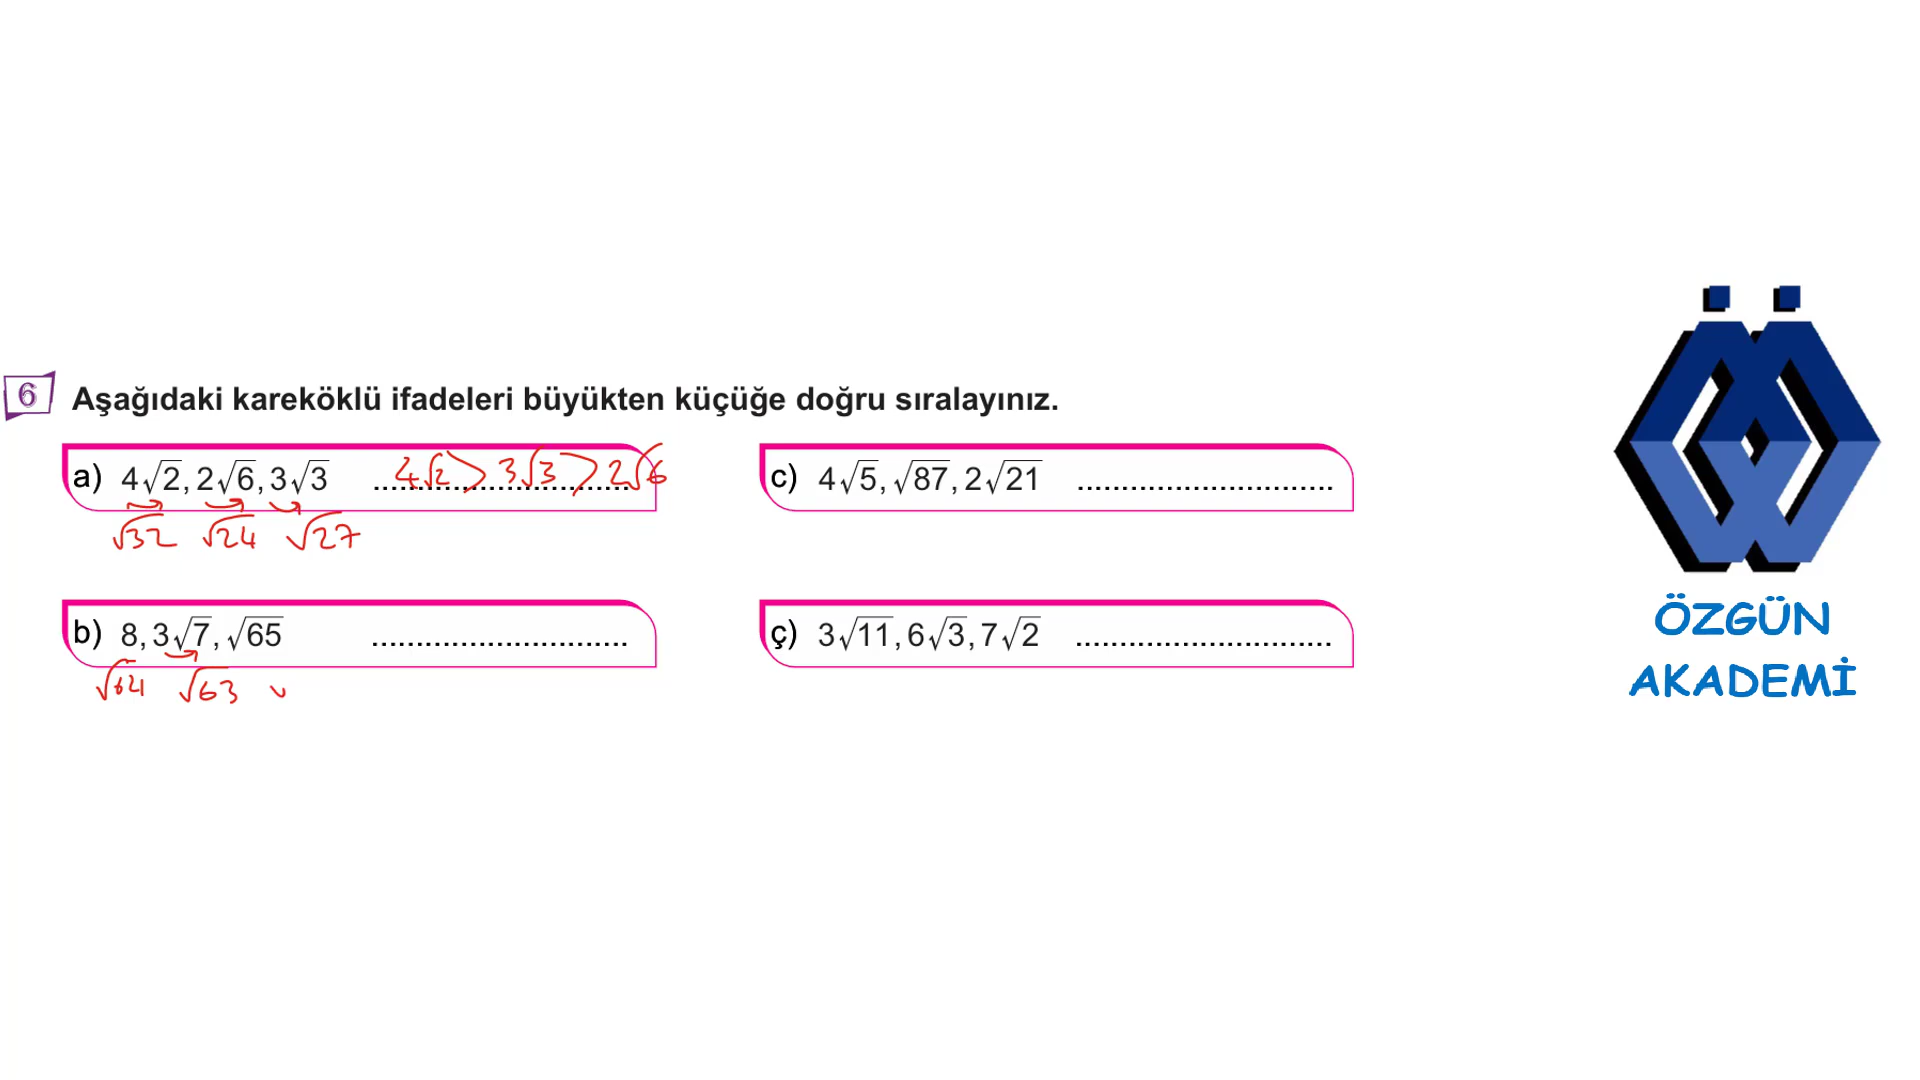 6 Aşağıdaki kareköklü ifadeleri büyükten küçüğe doğru sıralayınız.
a) 4√2, 2√6, 3√3 ............................. 4√2 > 3√3 > 2√6
√32 √24 √27
c) 4√5, √87, 2√21 .............................
b) 8, 3√7, √65 .............................
√64 √63
ç) 3√11, 6√3, 7√2 .............................
ÖZGÜN
AKADEMİ